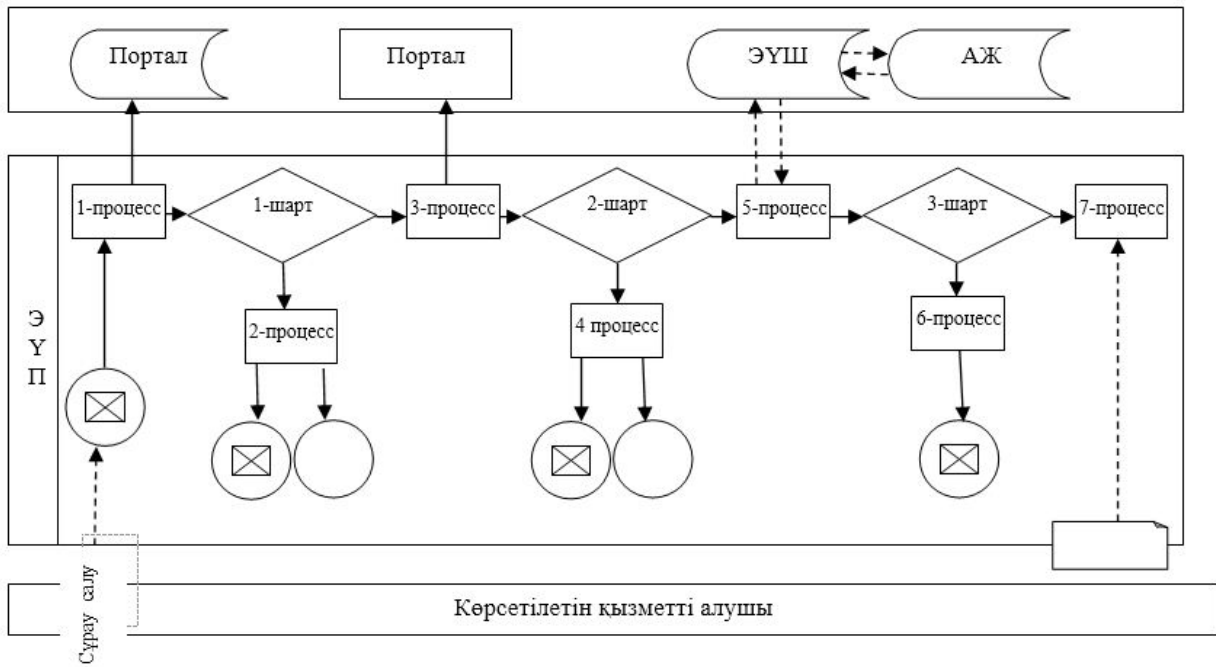 Портал
Портал
ЭҮШ
АЖ
1-процесс
1-шарт
3-процесс
2-шарт
5-процесс
3-шарт
7-процесс
2-процесс
4 процесс
6-процесс
Э
Ү
П
Сұрау салу
Көрсетілетін қызметті алушы